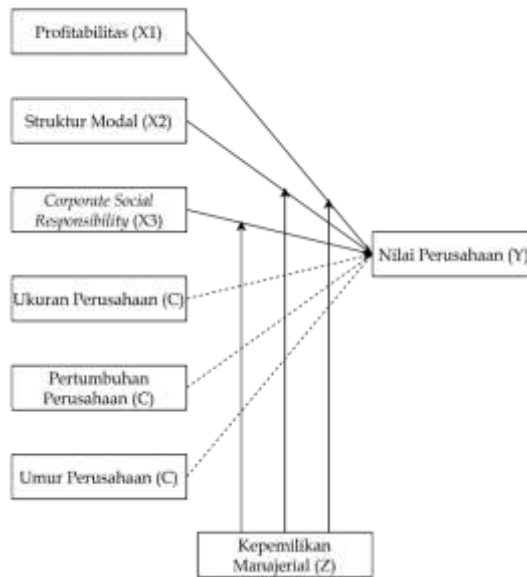 Profitabilitas (X1)
Struktur Modal (X2)
Corporate Social
Responsibility (X3)
Nilai Perusahaan (Y)
Ukuran Perusahaan (C)
Pertumbuhan
Perusahaan (C)
Umur Perusahaan (C)
Kepemilikan
Manajerial (Z)